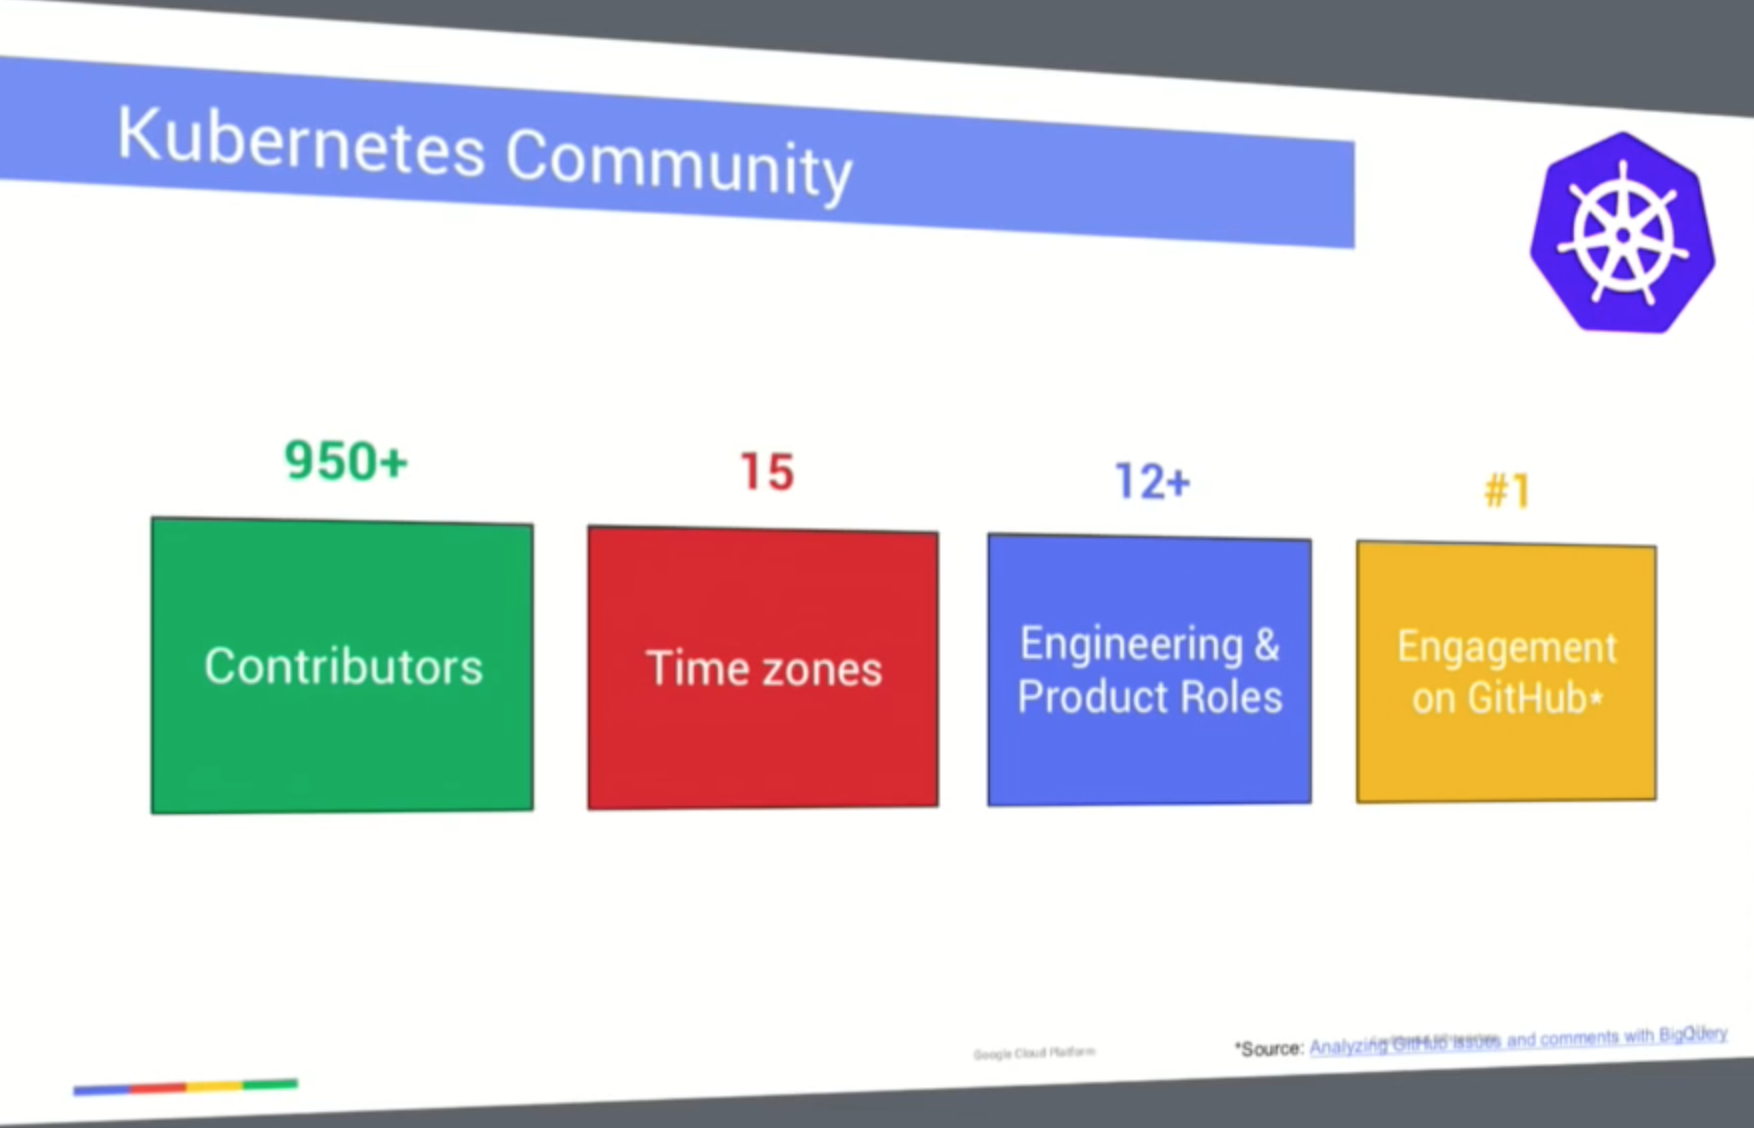 Kubernetes Community
950+
15
12+
#1
Contributors
Time zones
Engineering &
Product Roles
Engagement
on GitHub*
Google Cloud Platform
*Source: Analyzing GitHub issues and comments with BigQuery